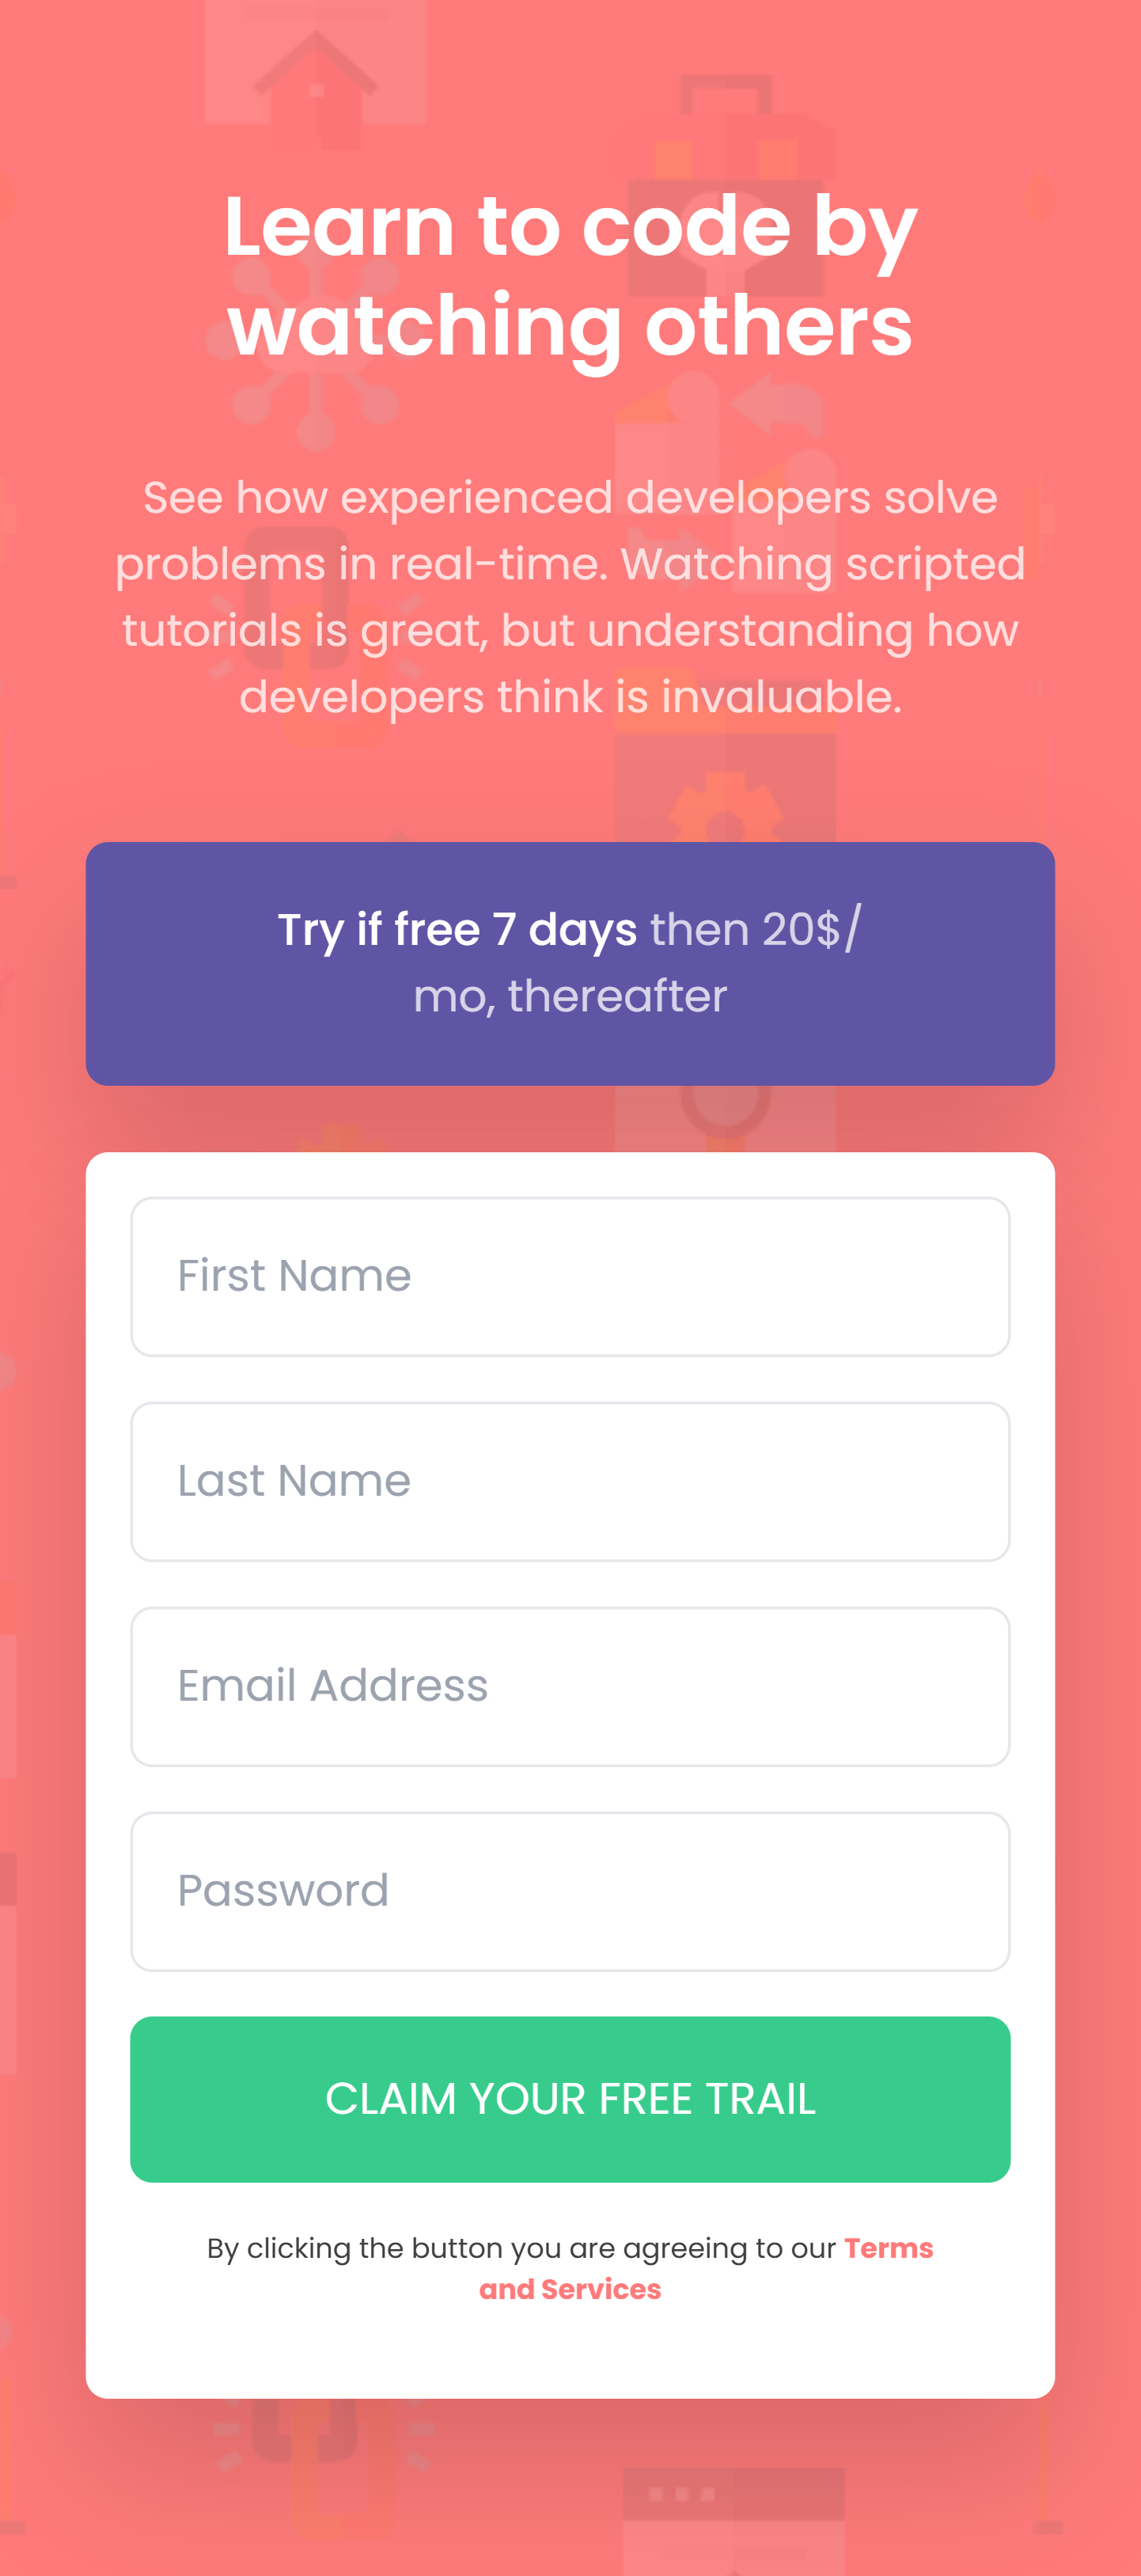 Learn to code by
watching others
See how experienced developers solve
problems in real-time. Watching scripted
tutorials is great, but understanding how
developers think is invaluable.
Try if free 7 days then 20$/
mo, thereafter
First Name
Last Name
Email Address
Password
CLAIM YOUR FREE TRAIL
By clicking the button you are agreeing to our Terms
and Services